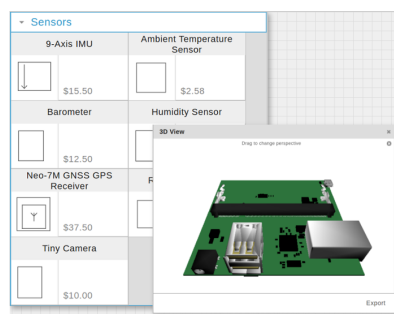 Sensors
9-Axis IMU
Ambient Temperature
Sensor
$15.50
$2.58
Barometer
Humidity Sensor
$12.50
3D View
Drag to change perspective
Neo-7M GNSS GPS
Receiver
R
$37.50
Tiny Camera
$10.00
Export